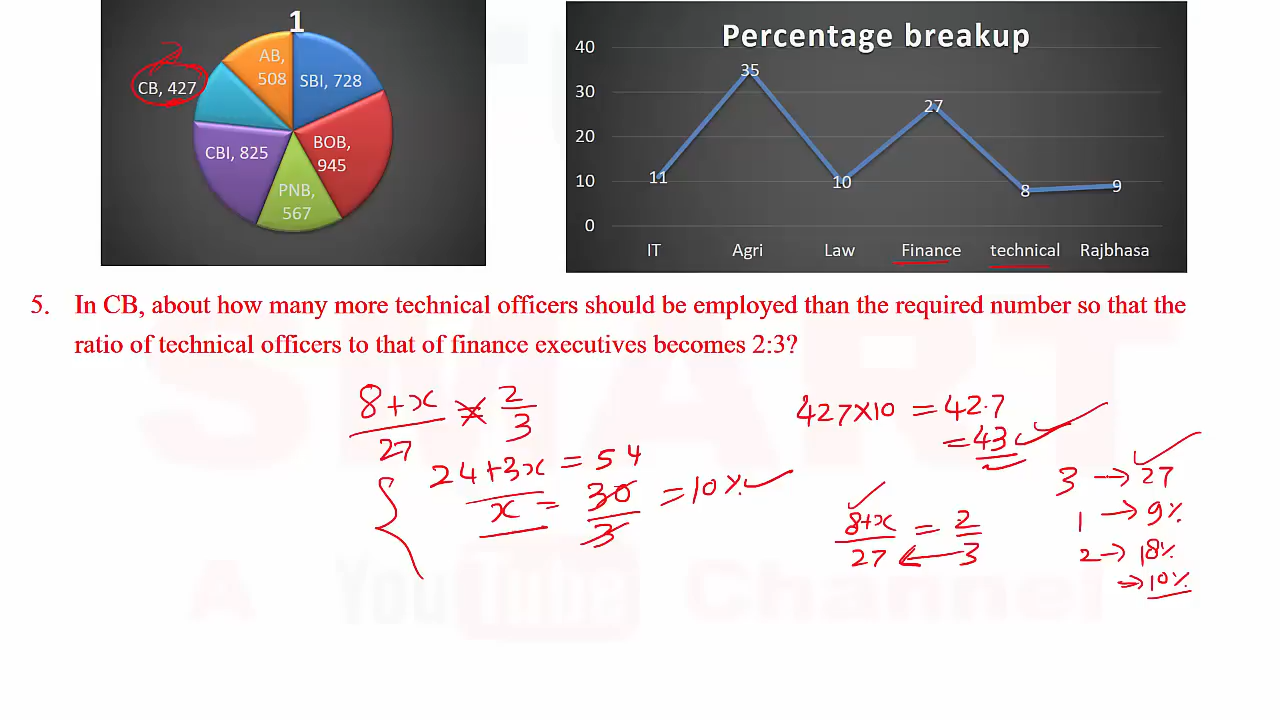 1
AB,
508
SBI, 728
CB, 427
CBI, 825
BOB,
945
PNB,
567
Percentage breakup
40
30
20
10
0
11
35
10
27
8
9
IT Agri Law Finance technical Rajbhasa
5. In CB, about how many more technical officers should be employed than the required number so that the
ratio of technical officers to that of finance executives becomes 2:3?
8+x/27 2/3
24+3x = 54
x = 30/3 = 10%
427×10 = 42.7
= 43
8+x/27 = 2/3
3 → 27
1 → 9%
2 → 18%
→ 10%
SMART
A YouTube Channel